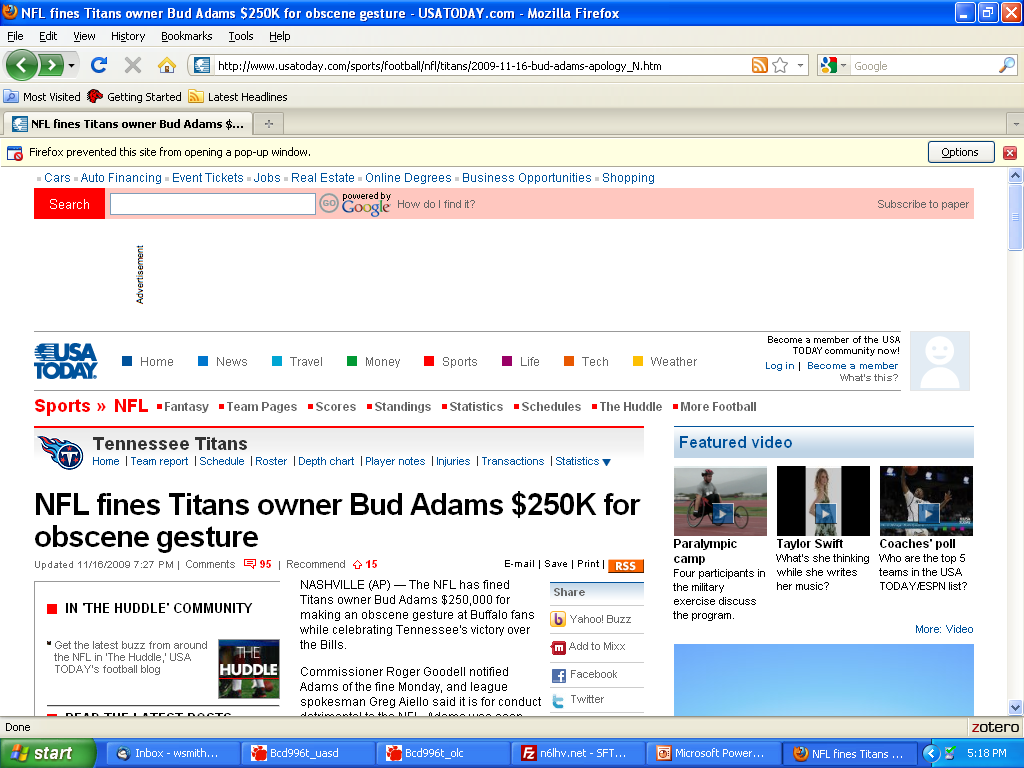 NFL fines Titans owner Bud Adams $250K for obscene gesture - USATODAY.com - Mozilla Firefox
File Edit View History Bookmarks Tools Help
http://www.usatoday.com/sports/football/nfl/titans/2009-11-16-bud-adams-apology_N.htm Google
Most Visited Getting Started Latest Headlines
NFL fines Titans owner Bud Adams $...
Firefox prevented this site from opening a pop-up window. Options
Cars Auto Financing Event Tickets Jobs Real Estate Online Degrees Business Opportunities Shopping
Search GO powered by Google How do I find it? Subscribe to paper
Advertisement
USA TODAY. Home News Travel Money Sports Life Tech Weather
Become a member of the USA
TODAY community now!
Log in | Become a member
What's this?
Sports » NFL Fantasy Team Pages Scores Standings Statistics Schedules The Huddle More Football
Tennessee Titans
Home | Team report | Schedule | Roster | Depth chart | Player notes | Injuries | Transactions | Statistics
NFL fines Titans owner Bud Adams $250K for
obscene gesture
Updated 11/16/2009 7:27 PM | Comments 95 | Recommend 15 E-mail | Save | Print | RSS
IN 'THE HUDDLE' COMMUNITY
Get the latest buzz from around
the NFL in 'The Huddle,' USA
TODAY's football blog
THE
HUDDLE
READ THE LATEST POSTS
NASHVILLE (AP) — The NFL has fined
Titans owner Bud Adams $250,000 for
making an obscene gesture at Buffalo fans
while celebrating Tennessee's victory over
the Bills.
Commissioner Roger Goodell notified
Adams of the fine Monday, and league
spokesman Greg Aiello said it is for conduct
detrimental to the NFL. Adams was seen
Share
Yahoo! Buzz
Add to Mixx
Facebook
Twitter
Featured video
Paralympic
camp
Four participants in
the military
exercise discuss
the program.
Taylor Swift
What's she thinking
while she writes
her music?
Coaches' poll
Who are the top 5
teams in the USA
TODAY/ESPN list?
More: Video
Done zotero
start Inbox - wsmith... Bcd996t_uasd Bcd996t_olc n6lhv.net - SFT... Microsoft Power... NFL fines Titans ... 5:18 PM